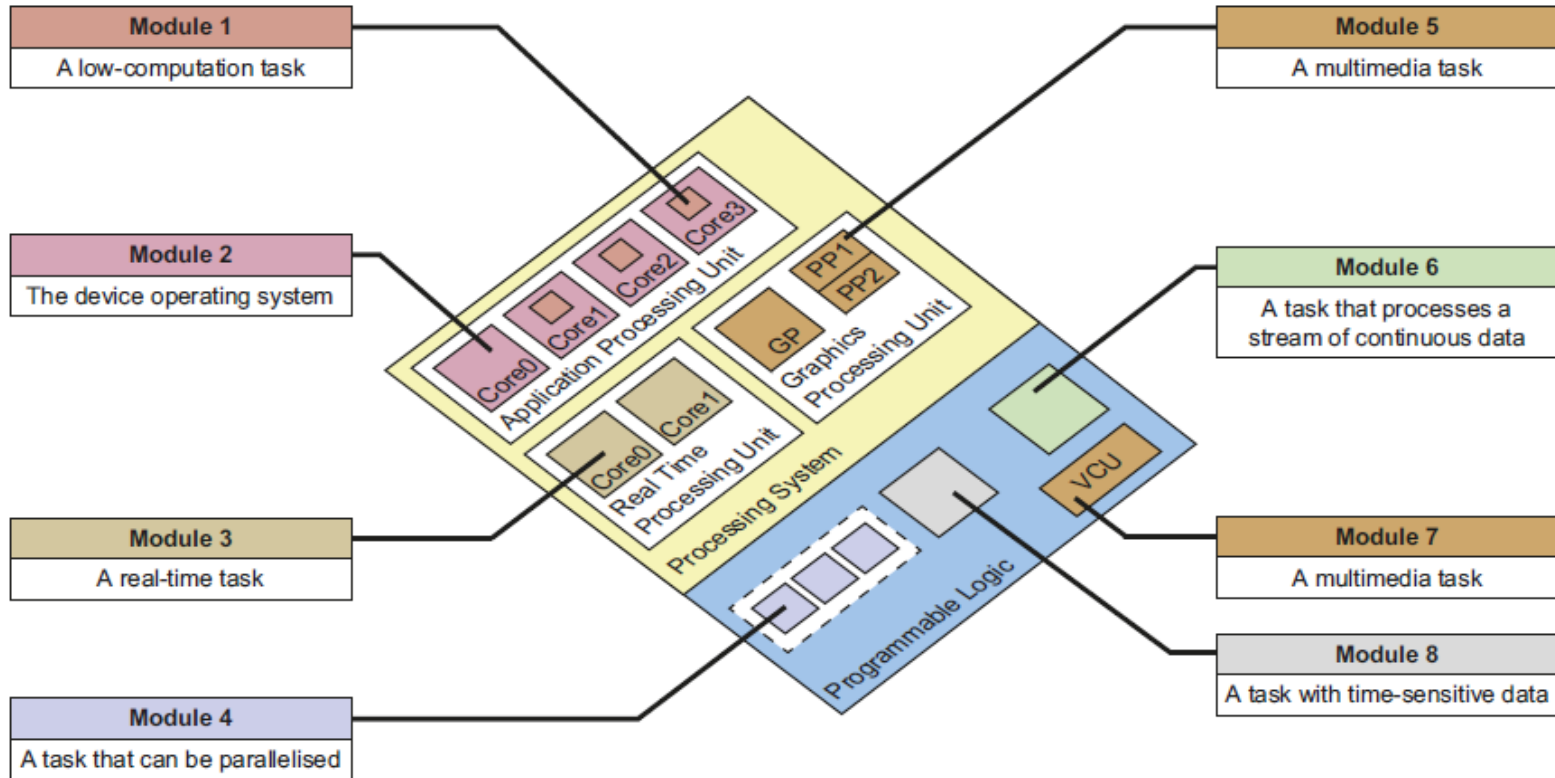 Module 1
A low-computation task
Module 2
The device operating system
Module 3
A real-time task
Module 4
A task that can be parallelised
Core0
Core1
Core2
Core3
Application Processing Unit
GP
PP1
PP2
Graphics
Processing Unit
Core0
Core1
Real Time
Processing Unit
Processing System
VCU
Programmable Logic
Module 5
A multimedia task
Module 6
A task that processes a
stream of continuous data
Module 7
A multimedia task
Module 8
A task with time-sensitive data